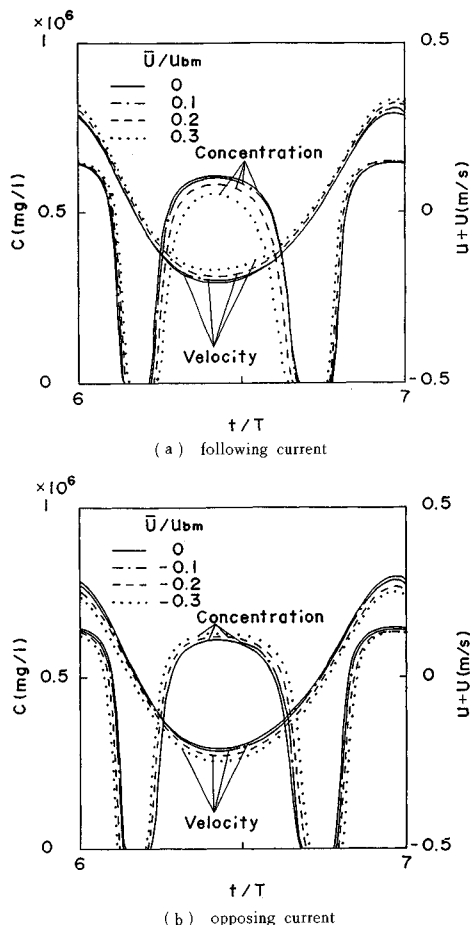 ×10⁶
1
0.5
0
C (mg/l)
Ū/Ubm
0
0.1
0.2
0.3
Concentration
Velocity
0.5
0
-0.5
u+U(m/s)
6
7
t/T
(a) following current
×10⁶
1
0.5
0
C (mg/l)
Ū/Ubm
0
-0.1
-0.2
-0.3
Concentration
Velocity
0.5
0
-0.5
u+U(m/s)
6
7
t/T
(b) opposing current